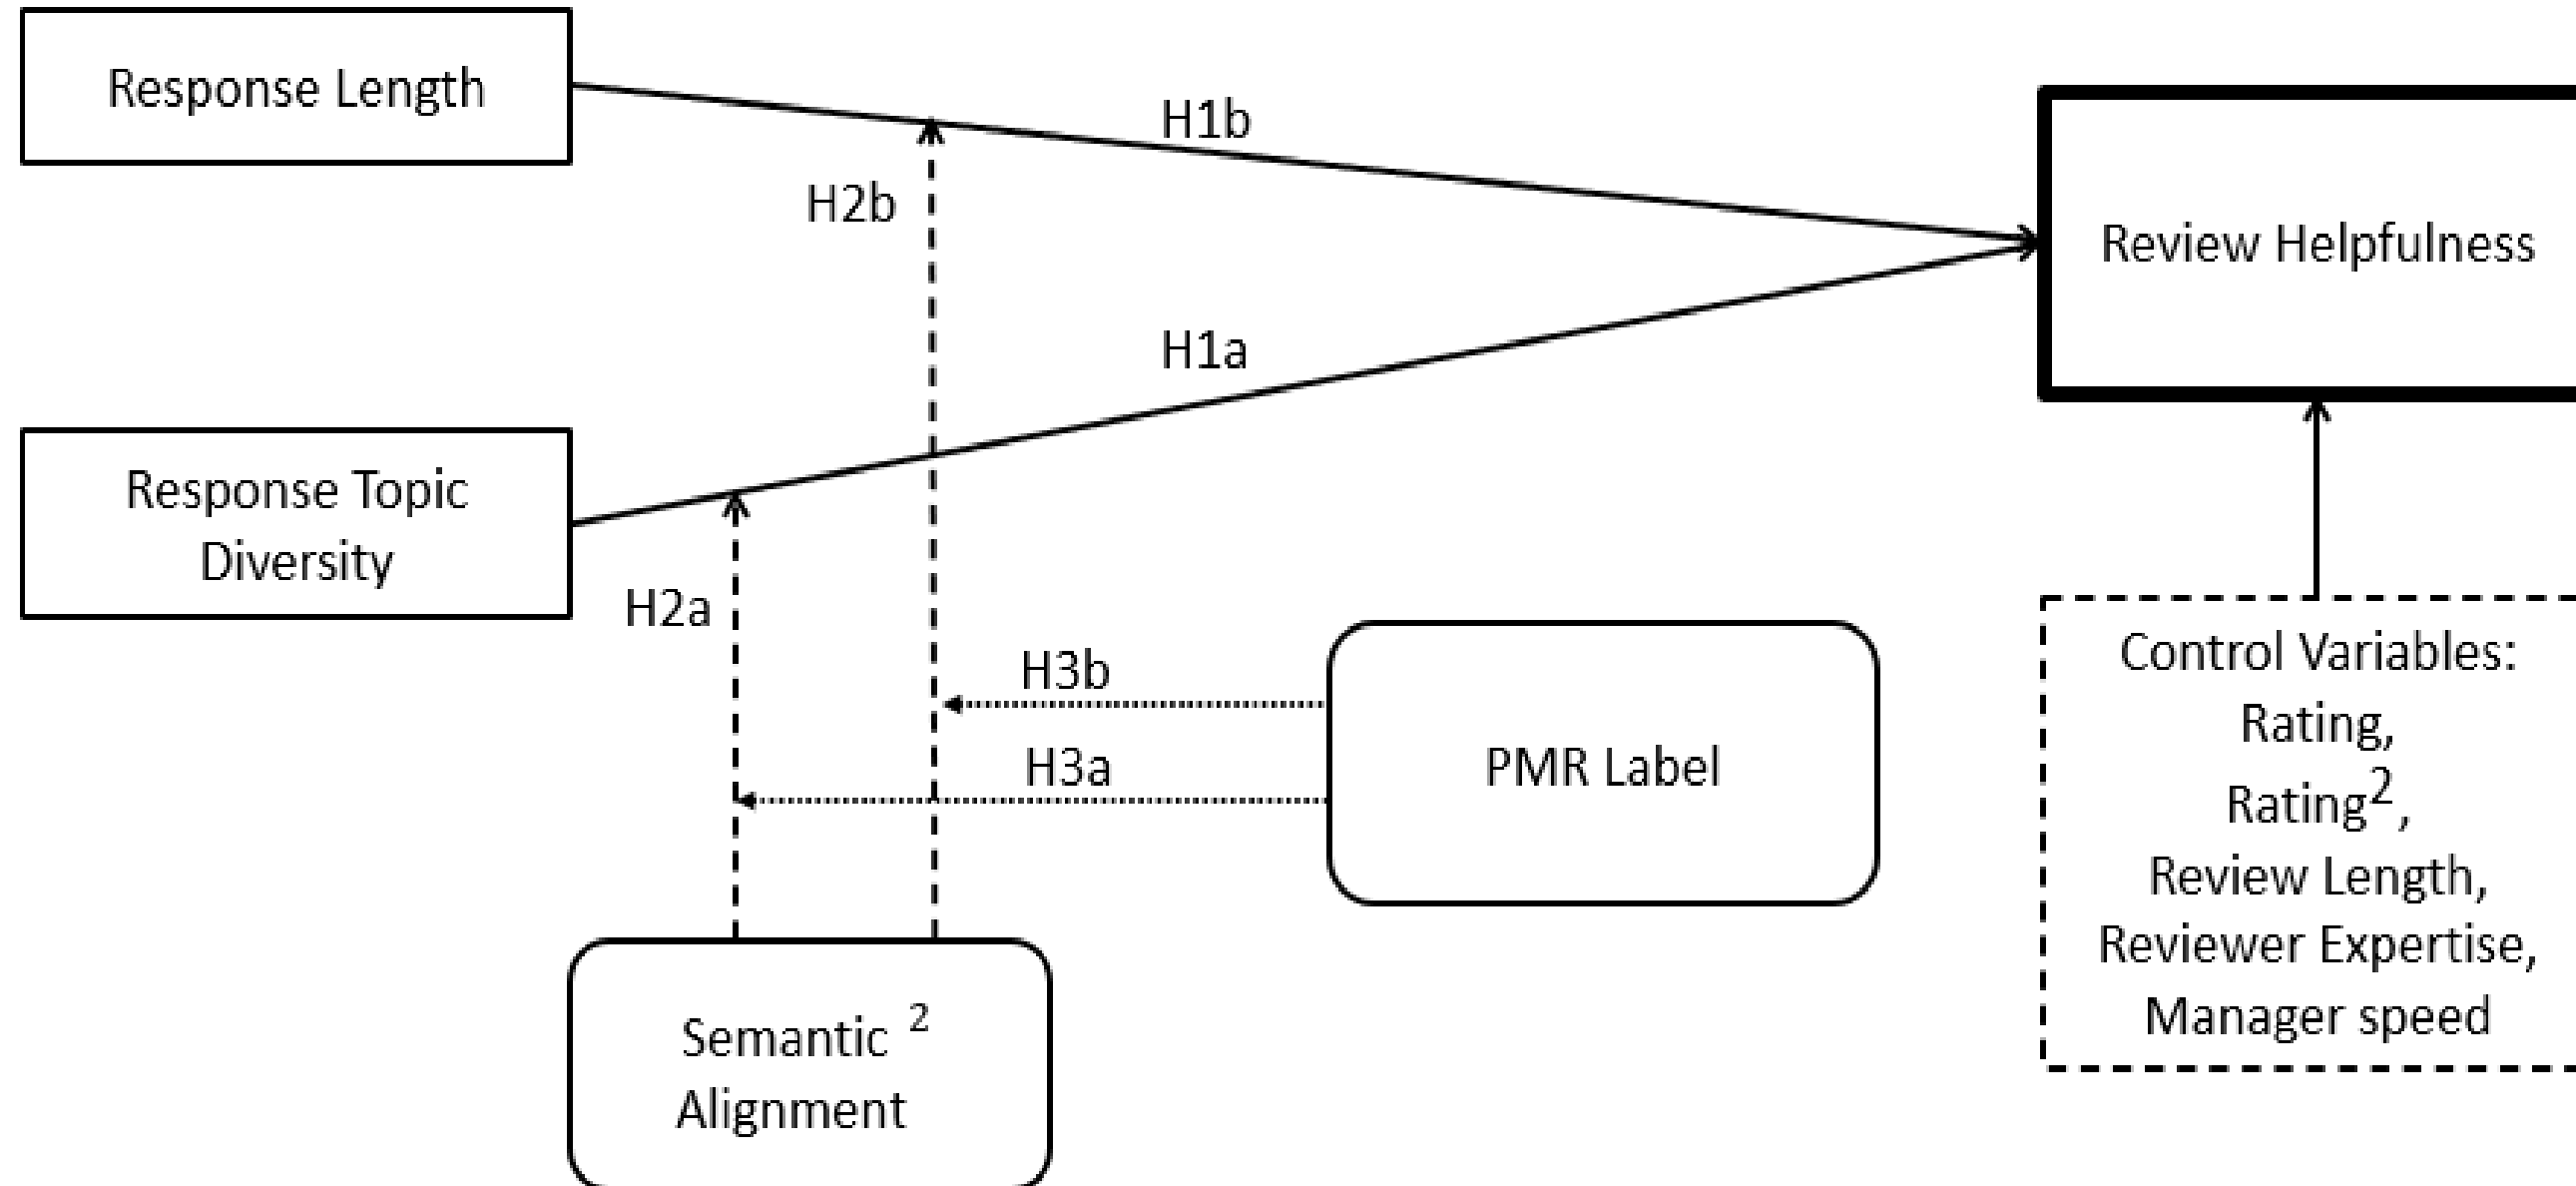 Response Length
H1b
H2b
Review Helpfulness
H1a
Response Topic
Diversity
H2a
H3b
H3a
PMR Label
Control Variables:
Rating,
Rating²,
Review Length,
Reviewer Expertise,
Manager speed
Semantic ²
Alignment